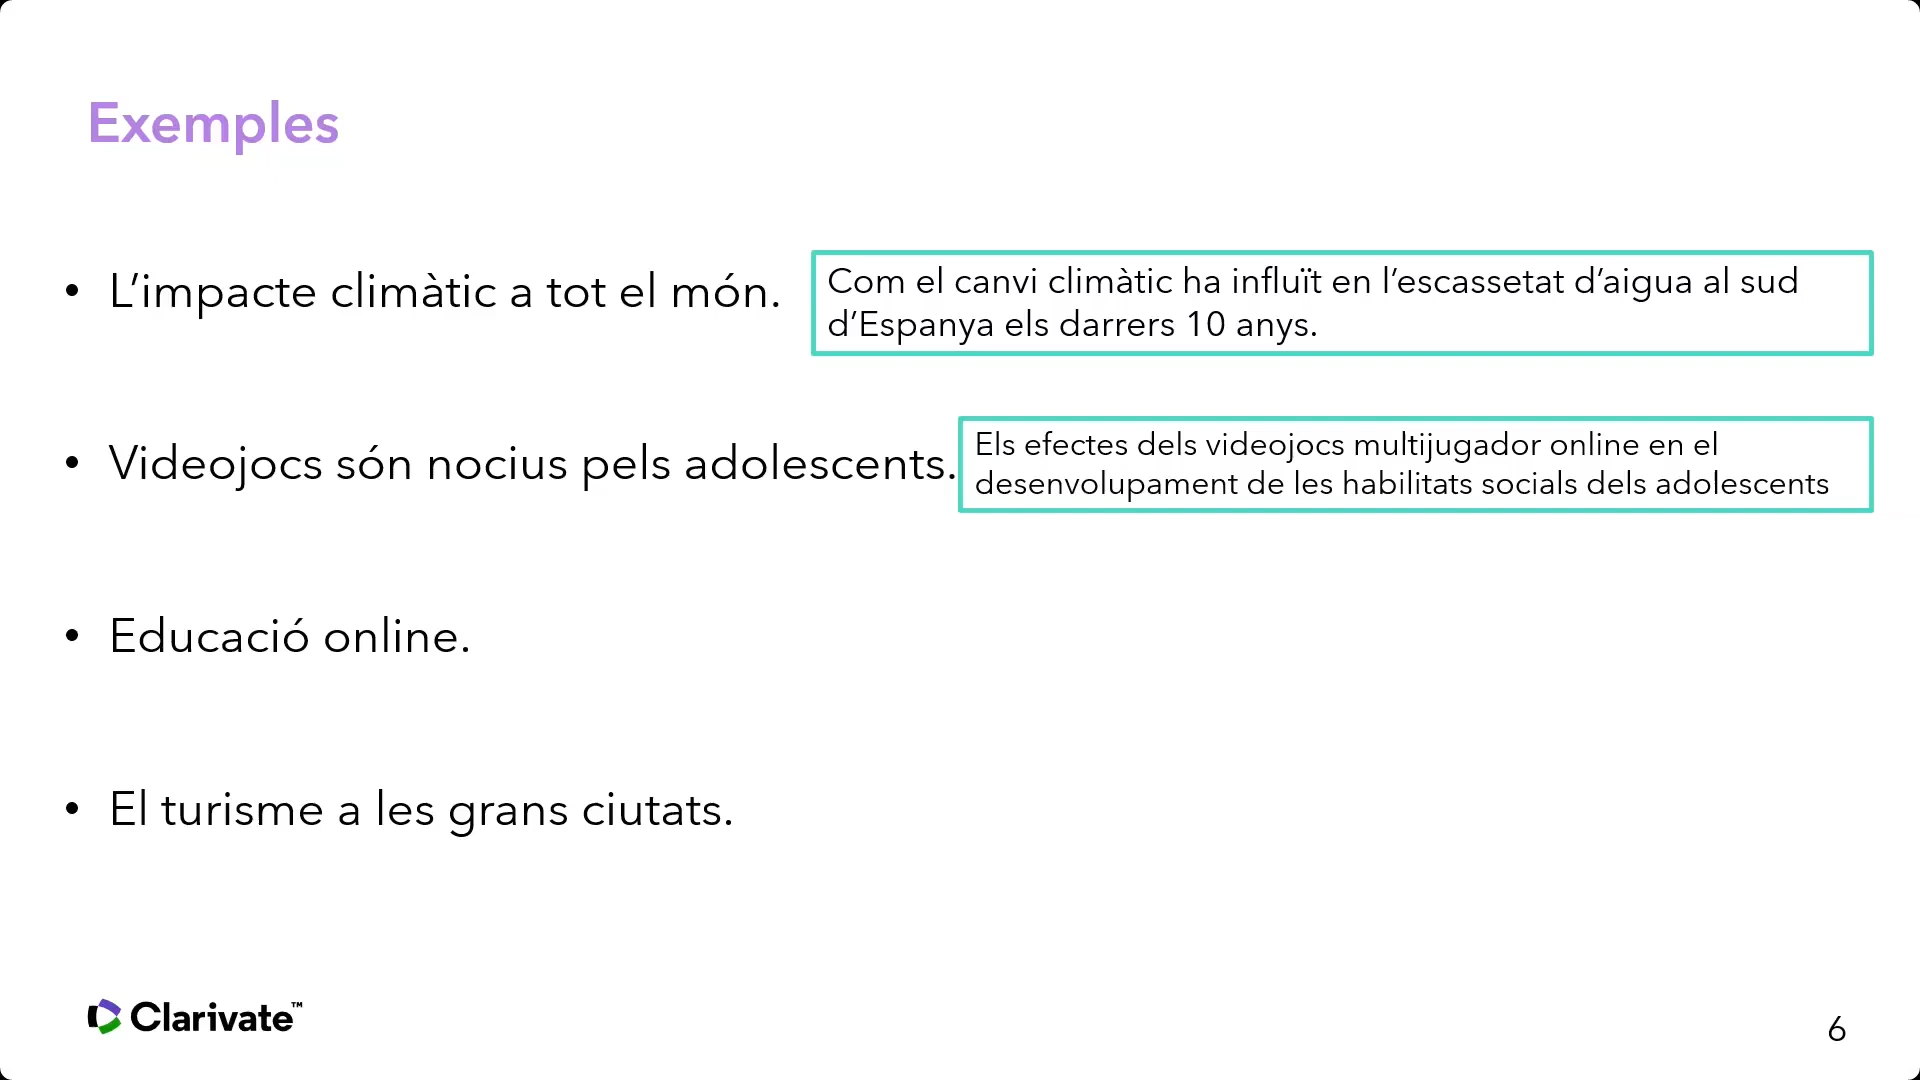 Exemples
• L’impacte climàtic a tot el món.
Com el canvi climàtic ha influït en l’escassetat d’aigua al sud
d’Espanya els darrers 10 anys.
• Videojocs són nocius pels adolescents.
Els efectes dels videojocs multijugador online en el
desenvolupament de les habilitats socials dels adolescents
• Educació online.
• El turisme a les grans ciutats.
Clarivate™
6